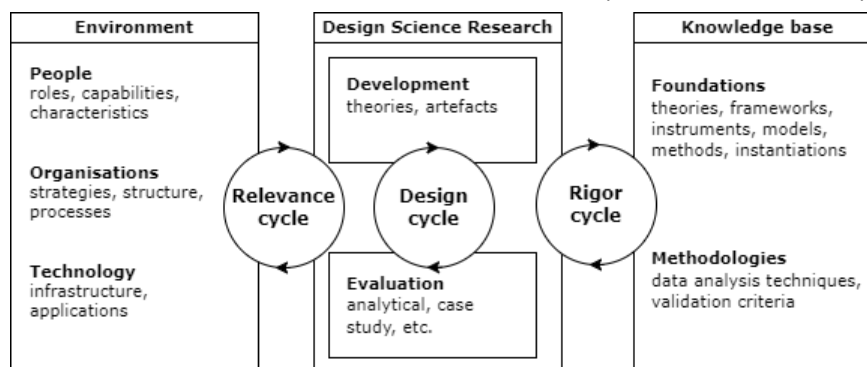 Environment
People
roles, capabilities,
characteristics
Organisations
strategies, structure,
processes
Technology
infrastructure,
applications
Relevance
cycle
Design Science Research
Development
theories, artefacts
Design
cycle
Evaluation
analytical, case
study, etc.
Rigor
cycle
Knowledge base
Foundations
theories, frameworks,
instruments, models,
methods, instantiations
Methodologies
data analysis techniques,
validation criteria